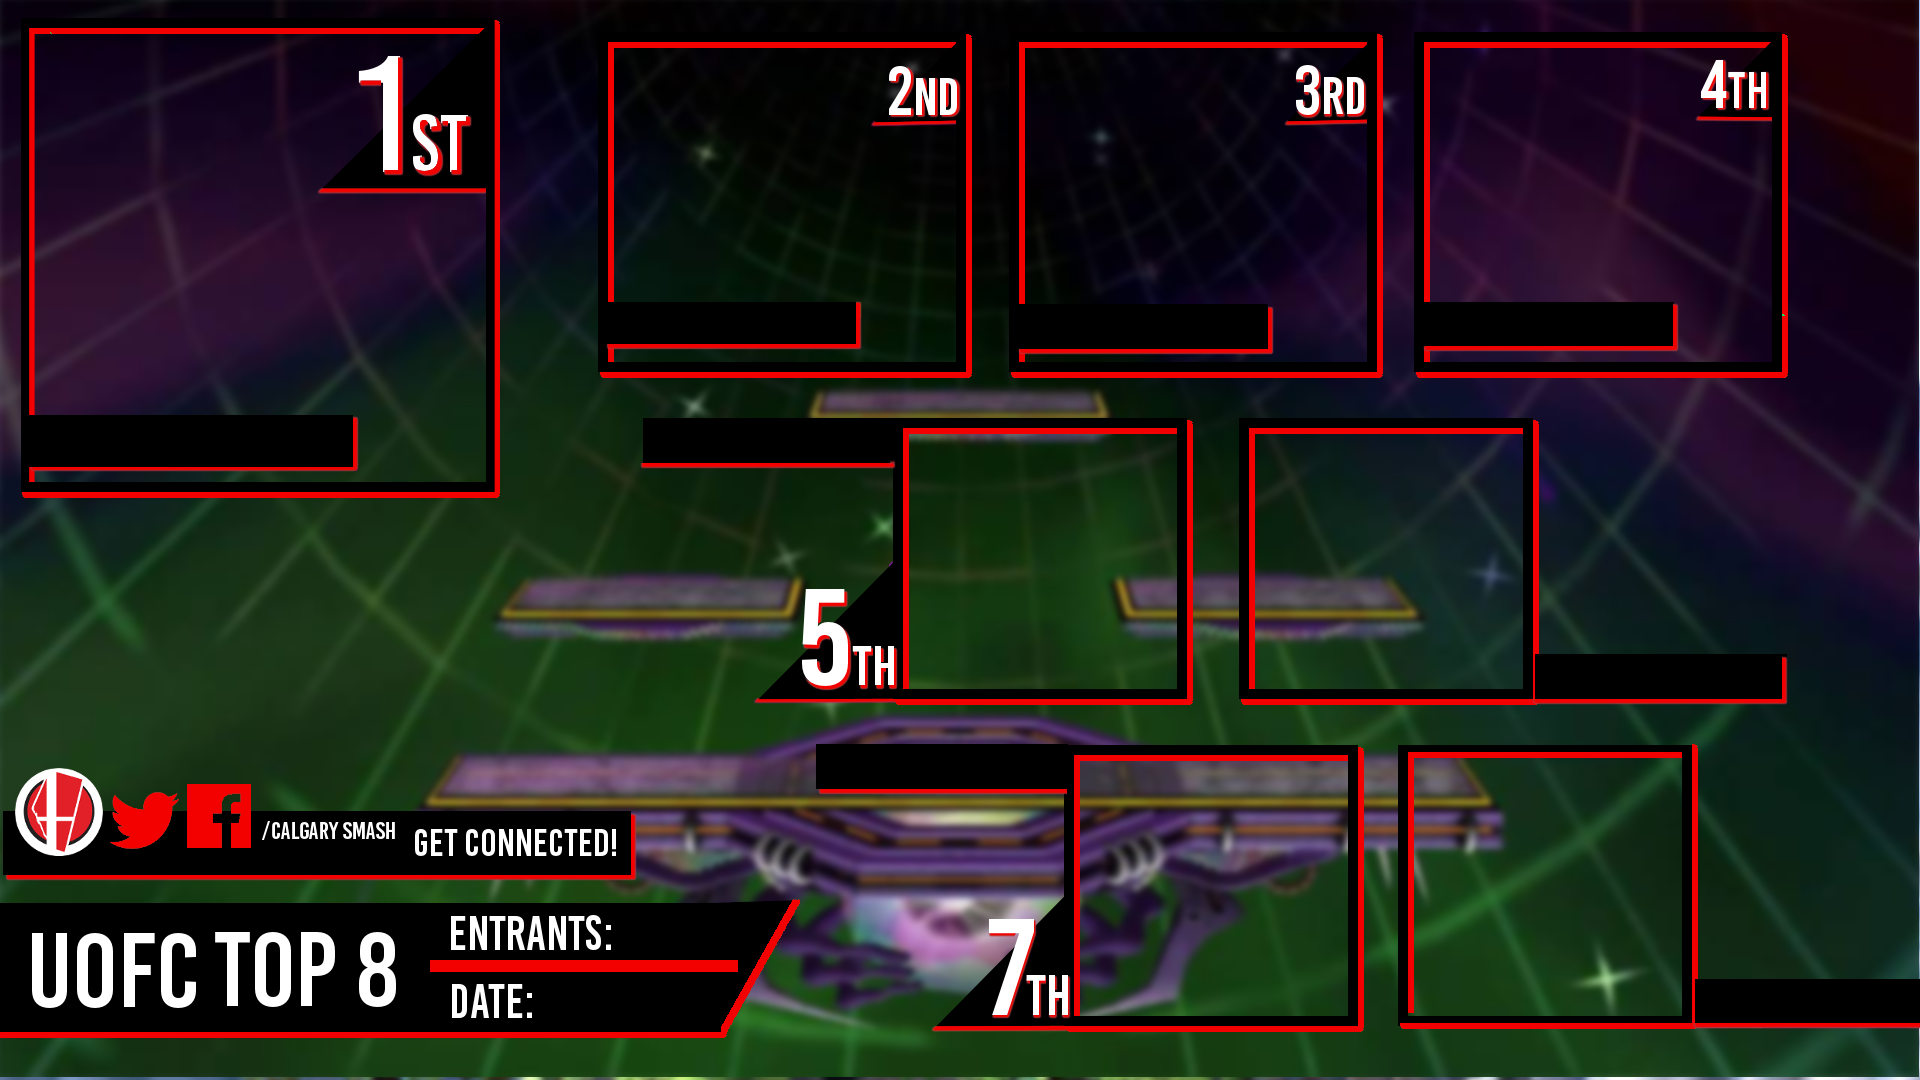 1ST
2ND
3RD
4TH
5TH
7TH
/CALGARY SMASH GET CONNECTED!
UOFC TOP 8
ENTRANTS:
DATE: